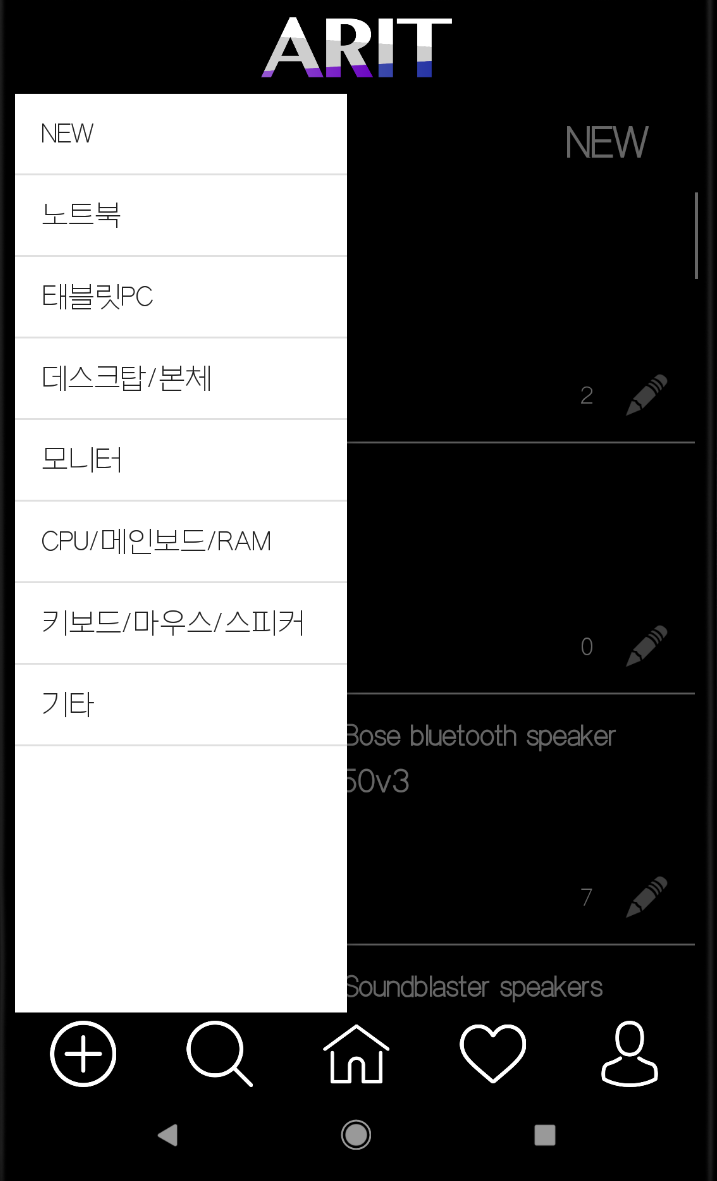 ARIT
NEW
노트북
태블릿PC
데스크탑/본체
모니터
CPU/메인보드/RAM
키보드/마우스/스피커
기타
NEW
2
0
Bose bluetooth speaker
50v3
7
Soundblaster speakers